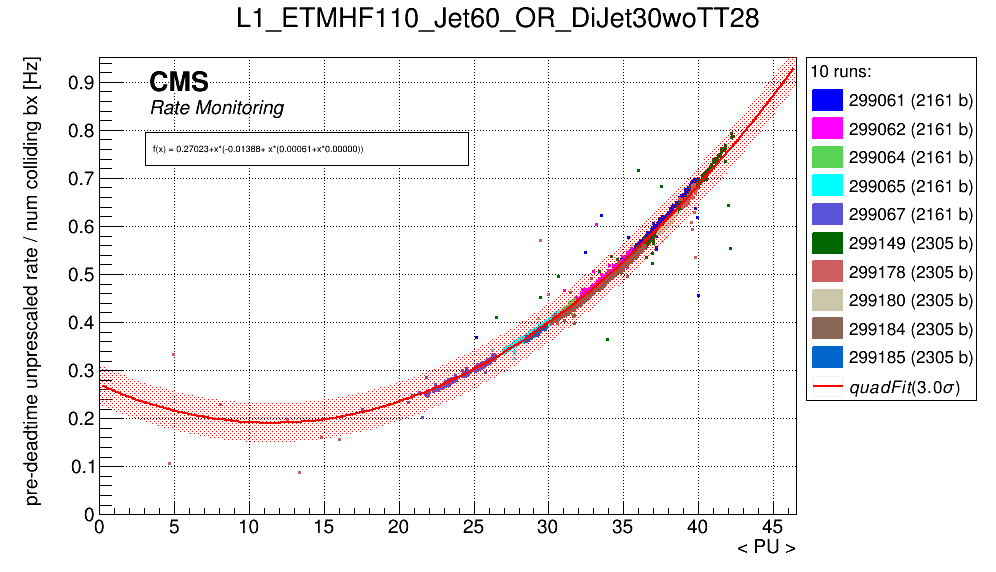 L1_ETMHF110_Jet60_OR_DiJet30woTT28
pre-deadtime unprescaled rate / num colliding bx [Hz]
CMS
Rate Monitoring
f(x) = 0.27023+x*(-0.01388+ x*(0.00061+x*0.00000))
0.9
0.8
0.7
0.6
0.5
0.4
0.3
0.2
0.1
0
0 5 10 15 20 25 30 35 40 45
< PU >
10 runs:
299061 (2161 b)
299062 (2161 b)
299064 (2161 b)
299065 (2161 b)
299067 (2161 b)
299149 (2305 b)
299178 (2305 b)
299180 (2305 b)
299184 (2305 b)
299185 (2305 b)
quadFit(3.0σ)